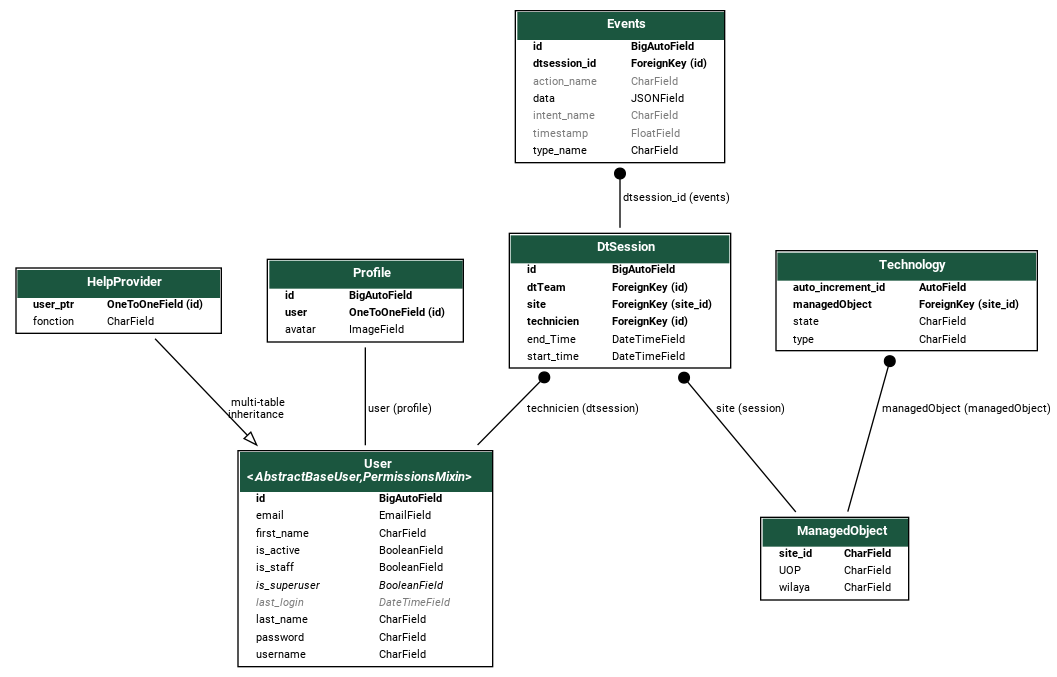 Events
id BigAutoField
dtsession_id ForeignKey (id)
action_name CharField
data JSONField
intent_name CharField
timestamp FloatField
type_name CharField
dtsession_id (events)
DtSession
id BigAutoField
dtTeam ForeignKey (id)
site ForeignKey (site_id)
technicien ForeignKey (id)
end_Time DateTimeField
start_time DateTimeField
Technology
auto_increment_id AutoField
managedObject ForeignKey (site_id)
state CharField
type CharField
Profile
id BigAutoField
user OneToOneField (id)
avatar ImageField
HelpProvider
user_ptr OneToOneField (id)
fonction CharField
multi-table
inheritance
user (profile)
technicien (dtsession)
site (session)
managedObject (managedObject)
User
<AbstractBaseUser,PermissionsMixin>
id BigAutoField
email EmailField
first_name CharField
is_active BooleanField
is_staff BooleanField
is_superuser BooleanField
last_login DateTimeField
last_name CharField
password CharField
username CharField
ManagedObject
site_id CharField
UOP CharField
wilaya CharField